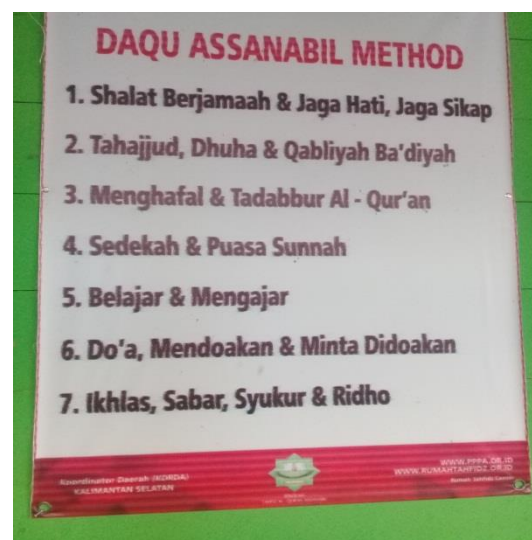 DAQU ASSANABIL METHOD
1. Shalat Berjamaah & Jaga Hati, Jaga Sikap
2. Tahajjud, Dhuha & Qabliyah Ba'diyah
3. Menghafal & Tadabbur Al - Qur'an
4. Sedekah & Puasa Sunnah
5. Belajar & Mengajar
6. Do'a, Mendoakan & Minta Didoakan
7. Ikhlas, Sabar, Syukur & Ridho
Koordinator Daerah (KORDA)
KALIMANTAN SELATAN
WWW.PPPA.OR.ID
WWW.RUMAHTAHFIDZ.OR.ID